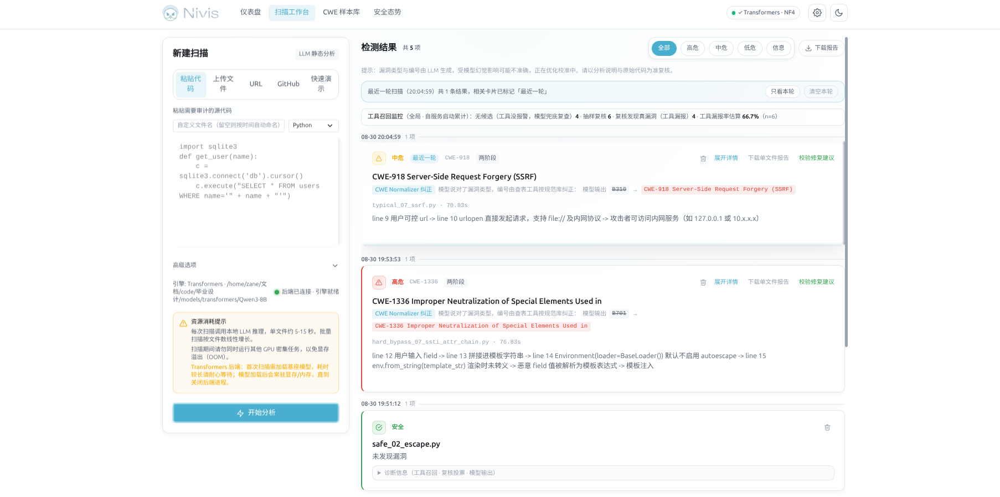 Nivis
仪表盘
扫描工作台
CWE 样本库
安全态势
✓ Transformers · NF4
新建扫描
LLM 静态分析
粘贴代码
上传文件
URL
GitHub
快速演示
粘贴需要审计的源代码
自定义文件名（留空则按时间自动命名）
Python
import sqlite3
def get_user(name):
    c =
sqlite3.connect('db').cursor()
    c.execute("SELECT * FROM users
WHERE name='" + name + "'")
高级选项
引擎: Transformers · /home/zane/文
档/code/毕业设
计/models/transformers/Qwen3-8B
后端已连接 · 引擎就绪
资源消耗提示
每次扫描调用本地 LLM 推理，单文件约 5-15 秒。批量
扫描按文件数线性增长。
扫描期间请勿同时运行其他 GPU 密集任务，以免显存
溢出（OOM）。
Transformers 后端：首次扫描需加载基座模型，耗时
较长请耐心等待；模型加载后会常驻显存/内存，直到
关闭后端进程。
开始分析
检测结果 共 5 项
全部
高危
中危
低危
信息
下载报告
提示：漏洞类型与编号由 LLM 生成，受模型幻觉影响可能不准确，正在优化校准中。请以分析说明与原始代码为准复核。
最近一轮扫描（20:04:59）共 1 条结果，相关卡片已标记「最近一轮」
只看本轮
清空本轮
工具召回监控（全局 · 自服务启动累计）：无候选（工具没报警，模型兜底复查）4 · 抽样复核 6 · 复核发现真漏洞（工具漏报）4 · 工具漏报率估算 66.7%（n=6）
08-30 20:04:59 1 项
中危 最近一轮 CWE-918 两阶段
展开详情 下载单文件报告 校验修复建议
CWE-918 Server-Side Request Forgery (SSRF)
CWE Normalizer 纠正 模型说对了漏洞类型，编号由查表工具按规范库纠正： 模型输出 B310 → CWE-918 Server-Side Request Forgery (SSRF)
typical_07_ssrf.py · 70.83s
line 9 用户可控 url -> line 10 urlopen 直接发起请求，支持 file:// 及内网协议 -> 攻击者可访问内网服务（如 127.0.0.1 或 10.x.x.x）
08-30 19:53:53 1 项
高危 CWE-1336 两阶段
展开详情 下载单文件报告 校验修复建议
CWE-1336 Improper Neutralization of Special Elements Used in
CWE Normalizer 纠正 模型说对了漏洞类型，编号由查表工具按规范库纠正： 模型输出 B701 →
CWE-1336 Improper Neutralization of Special Elements Used in
hard_bypass_07_ssti_attr_chain.py · 76.83s
line 12 用户输入 field -> line 13 拼接进模板字符串 -> line 14 Environment(loader=BaseLoader()) 默认不启用 autoescape -> line 15
env.from_string(template_str) 渲染时未转义 -> 恶意 field 值被解析为模板表达式 -> 模板注入
08-30 19:51:12 1 项
安全
safe_02_escape.py
未发现漏洞
▶ 诊断信息（工具召回 · 复核投票 · 模型输出）